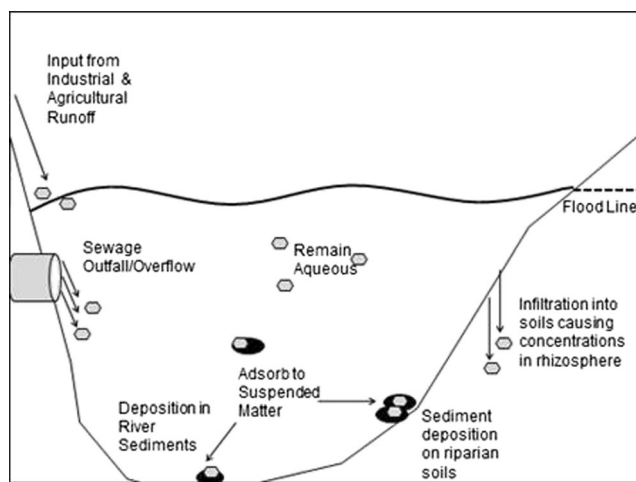 Input from
Industrial &
Agricultural
Runoff
Flood Line
Sewage
Outfall/Overflow
Remain
Aqueous
Infiltration into
soils causing
concentrations
in rhizosphere
Adsorb to
Suspended
Matter
Deposition in
River
Sediments
Sediment
deposition
on riparian
soils